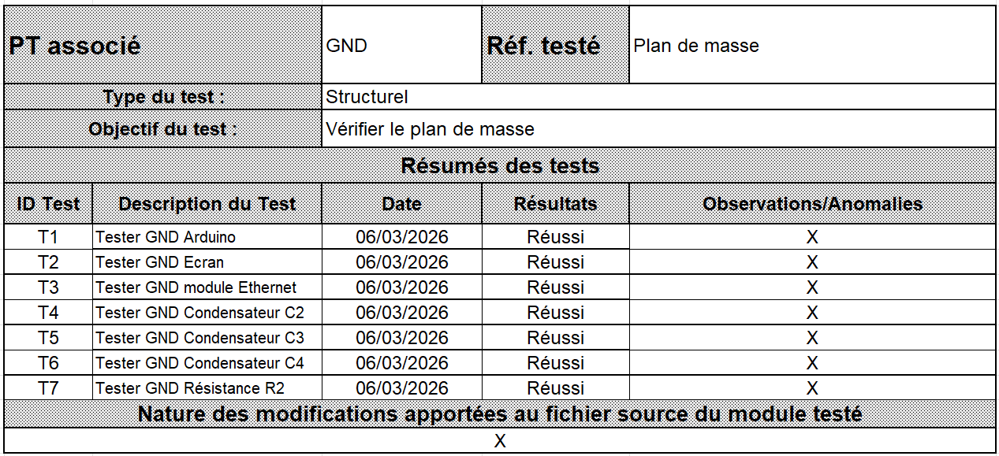 PT associé GND Réf. testé Plan de masse
Type du test : Structurel
Objectif du test : Vérifier le plan de masse
Résumés des tests
ID Test Description du Test Date Résultats Observations/Anomalies
T1 Tester GND Arduino 06/03/2026 Réussi X
T2 Tester GND Ecran 06/03/2026 Réussi X
T3 Tester GND module Ethernet 06/03/2026 Réussi X
T4 Tester GND Condensateur C2 06/03/2026 Réussi X
T5 Tester GND Condensateur C3 06/03/2026 Réussi X
T6 Tester GND Condensateur C4 06/03/2026 Réussi X
T7 Tester GND Résistance R2 06/03/2026 Réussi X
Nature des modifications apportées au fichier source du module testé
X